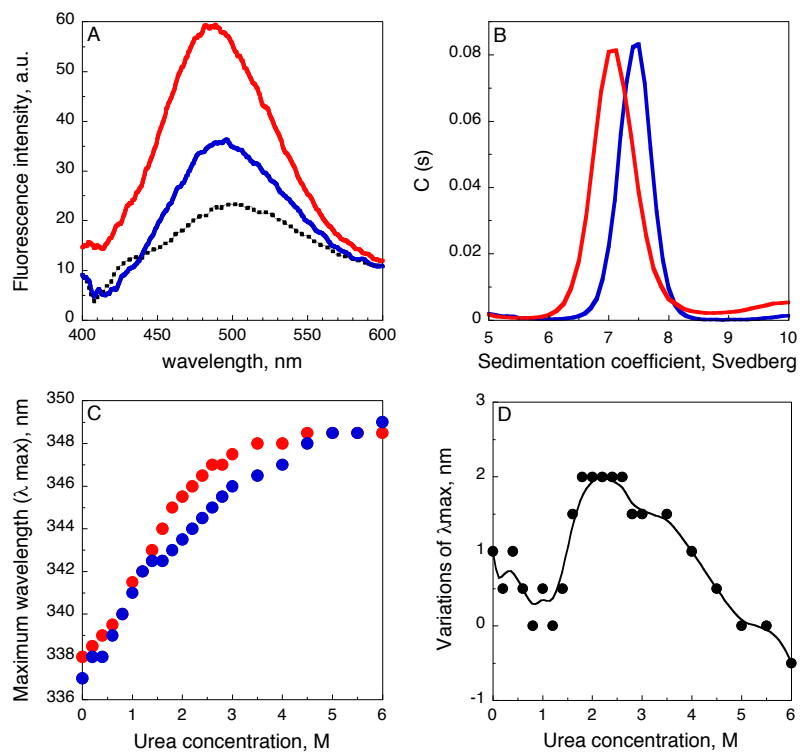 A
Fluorescence intensity, a.u.
60
50
40
30
20
10
0
400 450 500 550 600
wavelength, nm
B
C (s)
0.08
0.06
0.04
0.02
0
5 6 7 8 9 10
Sedimentation coefficient, Svedberg
C
Maximum wavelength (λ max), nm
350
348
346
344
342
340
338
336
0 1 2 3 4 5 6
Urea concentration, M
D
Variations of λmax, nm
3
2
1
0
-1
0 1 2 3 4 5 6
Urea concentration, M